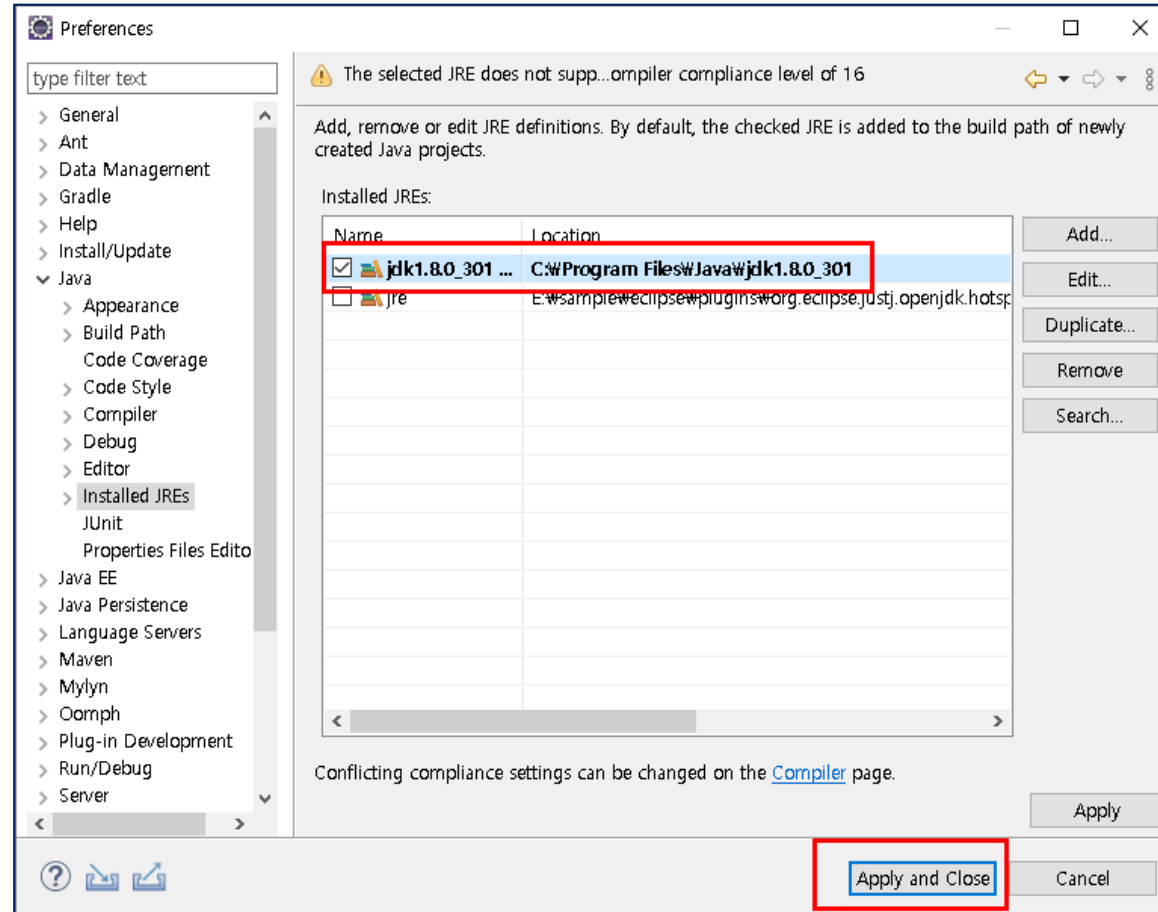 Preferences
type filter text
The selected JRE does not supp...ompiler compliance level of 16
General
Ant
Data Management
Gradle
Help
Install/Update
Java
Appearance
Build Path
Code Coverage
Code Style
Compiler
Debug
Editor
Installed JREs
JUnit
Properties Files Edito
Java EE
Java Persistence
Language Servers
Maven
Mylyn
Oomph
Plug-in Development
Run/Debug
Server
Add, remove or edit JRE definitions. By default, the checked JRE is added to the build path of newly
created Java projects.
Installed JREs:
Name Location
jdk1.8.0_301 ... C:₩Program Files₩Java₩jdk1.8.0_301
jre E:₩sample₩eclipse₩plugins₩org.eclipse.justj.openjdk.hotsp
Add...
Edit...
Duplicate...
Remove
Search...
Conflicting compliance settings can be changed on the Compiler page.
Apply
Apply and Close Cancel